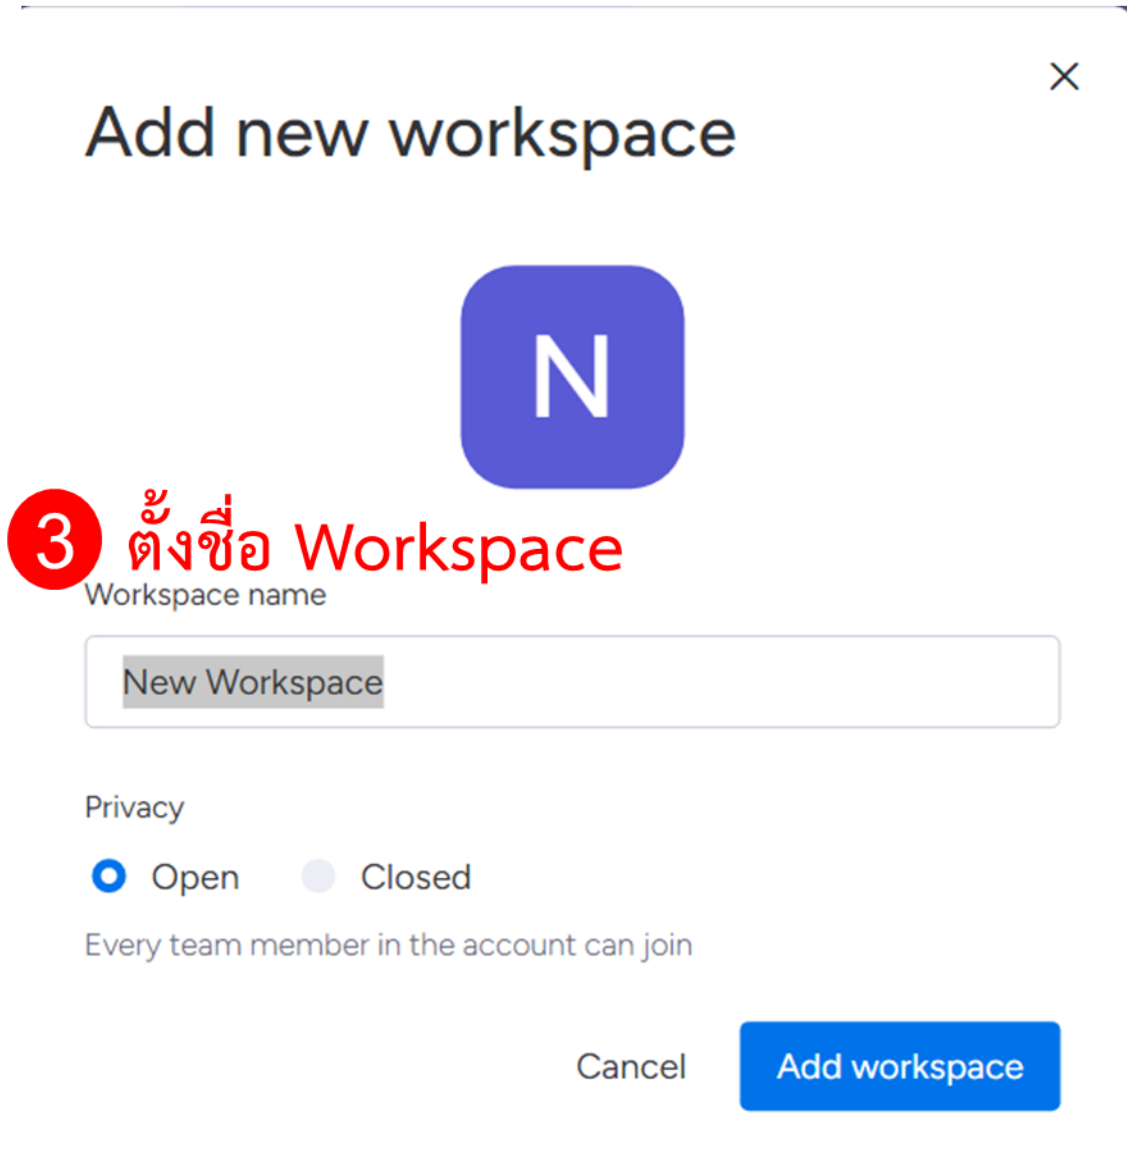 Add new workspace
N
3 ตั้งชื่อ Workspace
Workspace name
New Workspace
Privacy
Open Closed
Every team member in the account can join
Cancel Add workspace